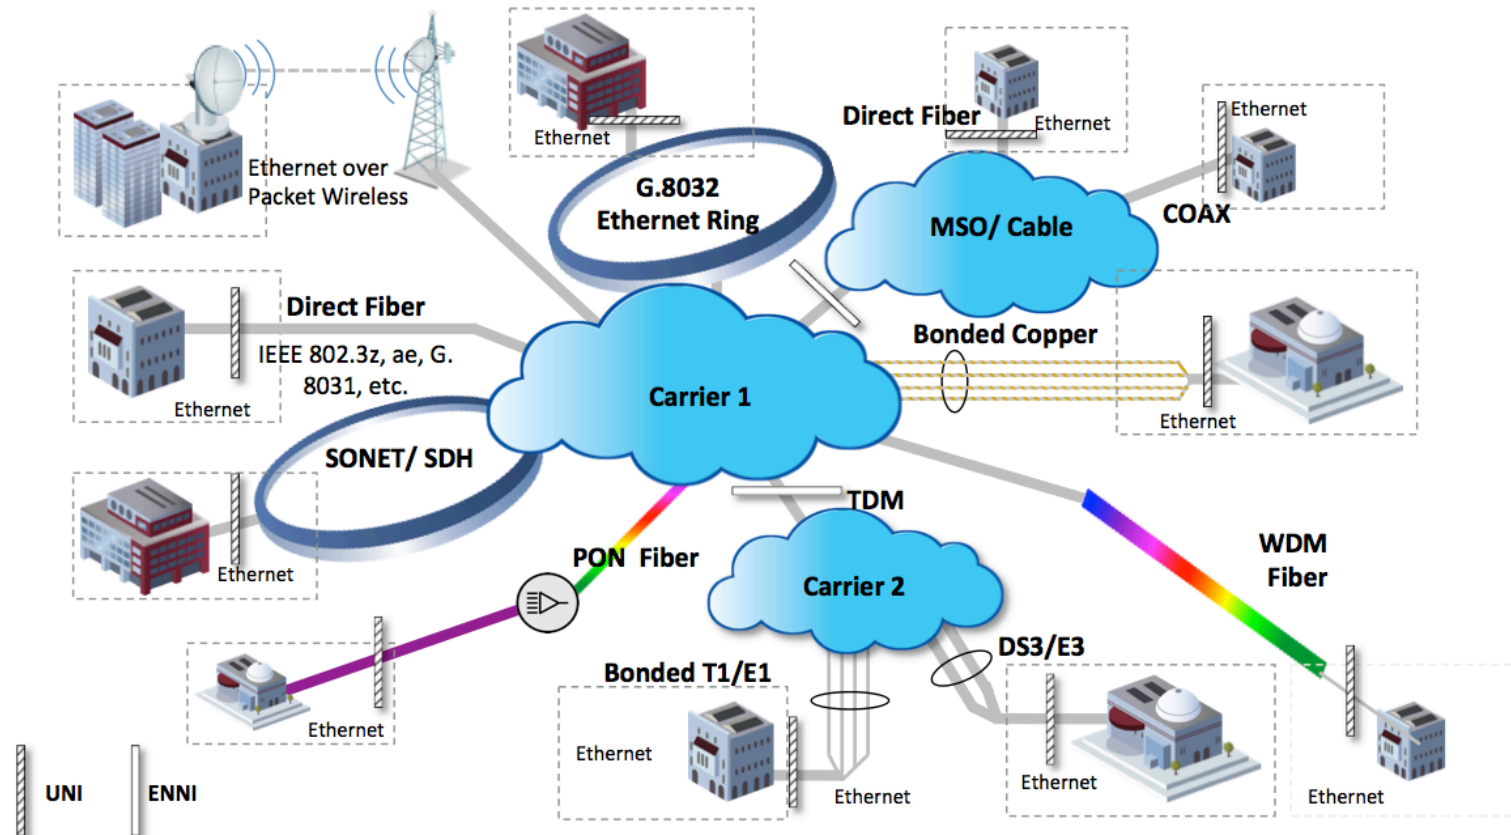 Ethernet over
Packet Wireless
Ethernet
G.8032
Ethernet Ring
Direct Fiber
Ethernet
Ethernet
COAX
MSO/ Cable
Direct Fiber
IEEE 802.3z, ae, G.
8031, etc.
Ethernet
Bonded Copper
Ethernet
Carrier 1
SONET/ SDH
Ethernet
TDM
PON  Fiber
Carrier 2
WDM
Fiber
DS3/E3
Bonded T1/E1
Ethernet
Ethernet
Ethernet
Ethernet
Ethernet
UNI
ENNI